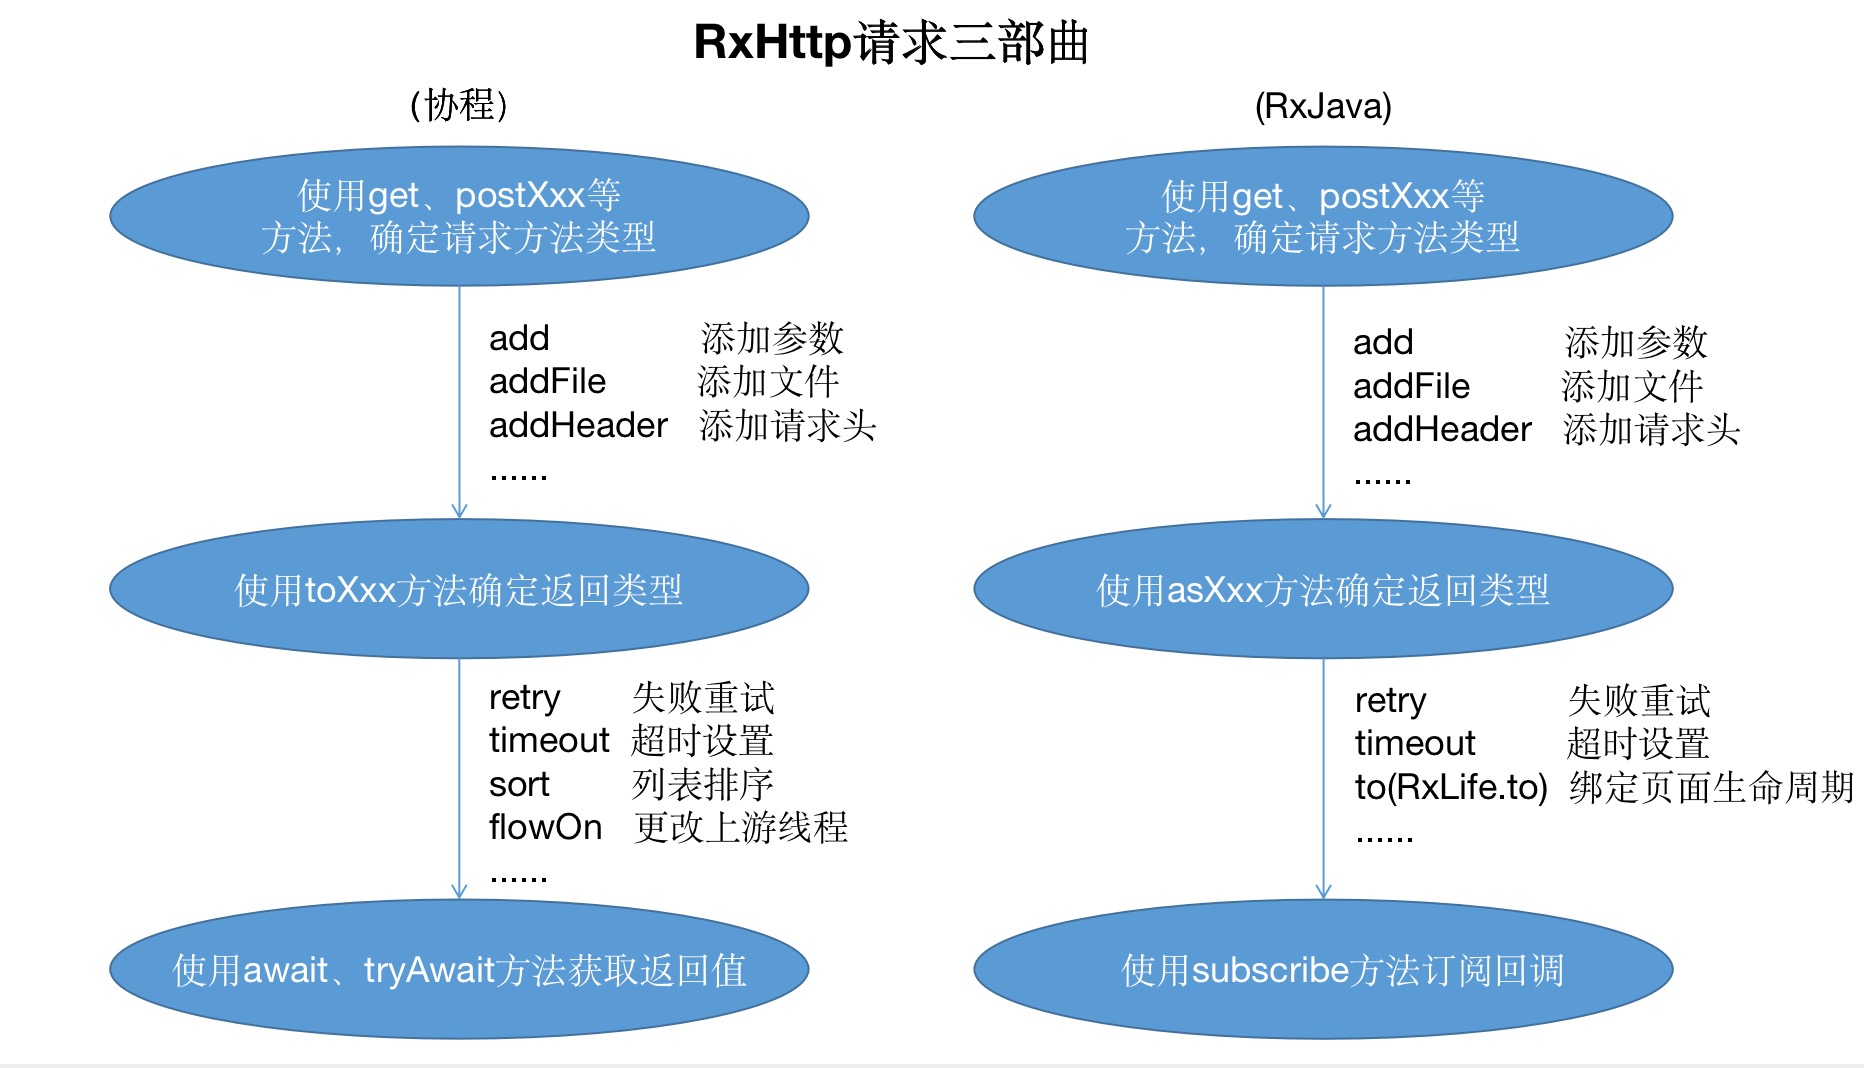 RxHttp请求三部曲
(协程)
使用get、postXxx等
方法，确定请求方法类型
add 添加参数
addFile 添加文件
addHeader 添加请求头
......
使用toXxx方法确定返回类型
retry 失败重试
timeout 超时设置
sort 列表排序
flowOn 更改上游线程
......
使用await、tryAwait方法获取返回值
(RxJava)
使用get、postXxx等
方法，确定请求方法类型
add 添加参数
addFile 添加文件
addHeader 添加请求头
......
使用asXxx方法确定返回类型
retry 失败重试
timeout 超时设置
to(RxLife.to) 绑定页面生命周期
......
使用subscribe方法订阅回调